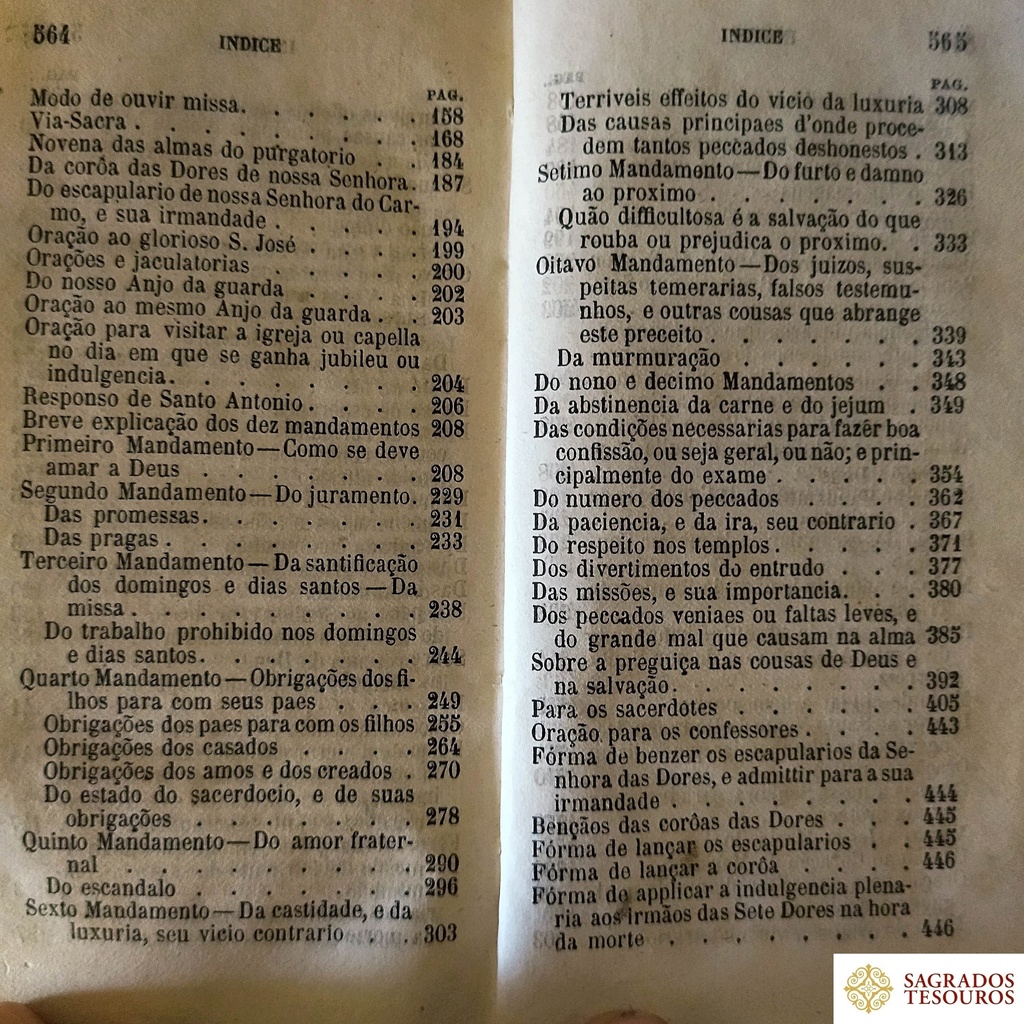 564
INDICE
PAG.
Modo de ouvir missa. . . . . . . 158
Via-Sacra . . . . . . . . 168
Novena das almas do purgatorio . . 184
Da corôa das Dores de nossa Senhora. 187
Do escapulario de nossa Senhora do Car-
mo, e sua irmandade . . . . . 194
Oração ao glorioso S. José . . . . 199
Orações e jaculatorias . . . . . 200
Do nosso Anjo da guarda . . . . 202
Oração ao mesmo Anjo da guarda . . 203
Oração para visitar a igreja ou capella
no dia em que se ganha jubileu ou
indulgencia. . . . . . . . 204
Responso de Santo Antonio . . . . 206
Breve explicação dos dez mandamentos 208
Primeiro Mandamento—Como se deve
amar a Deus . . . . . . . 208
Segundo Mandamento—Do juramento. 229
Das promessas. . . . . . . 231
Das pragas . . . . . . . . 233
Terceiro Mandamento—Da santificação
dos domingos e dias santos—Da
missa . . . . . . . . . 238
Do trabalho prohibido nos domingos
e dias santos. . . . . . . 244
Quarto Mandamento—Obrigações dos fi-
lhos para com seus paes . . . 249
Obrigações dos paes para com os filhos 255
Obrigações dos casados . . . . 264
Obrigações dos amos e dos creados . 270
Do estado do sacerdocio, e de suas
obrigações . . . . . . . 278
Quinto Mandamento—Do amor frater-
nal . . . . . . . . . . 290
Do escandalo . . . . . . . 296
Sexto Mandamento—Da castidade, e da
luxuria, seu vicio contrario . . . 303
INDICE
565
PAG.
Terriveis effeitos do vicio da luxuria 308
Das causas principaes d'onde proce-
dem tantos peccados deshonestos . 313
Setimo Mandamento—Do furto e damno
ao proximo . . . . . . . 326
Quão difficultosa é a salvação do que
rouba ou prejudica o proximo. . 333
Oitavo Mandamento—Dos juizos, sus-
peitas temerarias, falsos testemu-
nhos, e outras cousas que abrange
este preceito . . . . . . . 339
Da murmuração . . . . . . 343
Do nono e decimo Mandamentos . . 348
Da abstinencia da carne e do jejum . 349
Das condições necessarias para fazêr boa
confissão, ou seja geral, ou não; e prin-
cipalmente do exame . . . . . 354
Do numero dos peccados . . . . 362
Da paciencia, e da ira, seu contrario . 367
Do respeito nos templos . . . . . 371
Dos divertimentos do entrudo . . . 377
Das missões, e sua importancia. . . 380
Dos peccados veniaes ou faltas leves, e
do grande mal que causam na alma 385
Sobre a preguiça nas cousas de Deus e
na salvação . . . . . . . . 392
Para os sacerdotes . . . . . . 405
Oração para os confessores . . . . 443
Fórma de benzer os escapularios da Se-
nhora das Dores, e admittir para a sua
irmandade . . . . . . . . 444
Bençãos das corôas das Dores . . . 445
Fórma de lançar os escapularios . . 445
Fórma de lançar a corôa . . . . 446
Fórma de applicar a indulgencia plena-
ria aos irmãos das Sete Dores na hora
da morte . . . . . . . . 446
SAGRADOS
TESOUROS